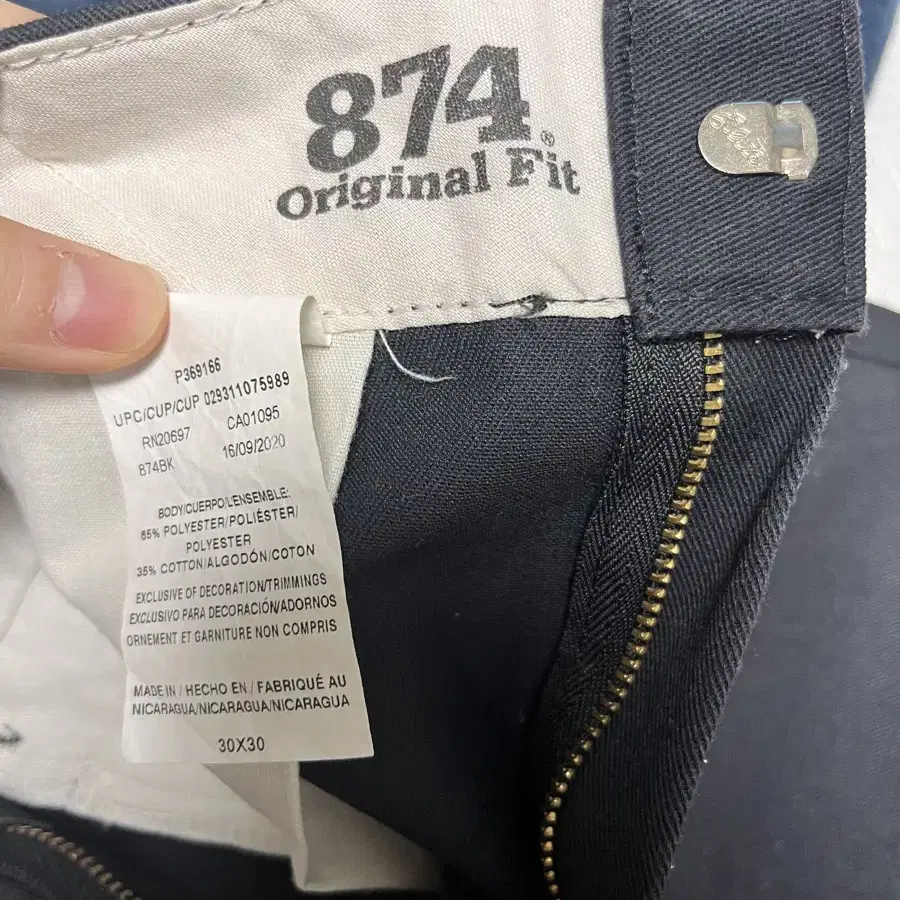 874
Original Fit®
P369166
UPC/CUP/CUP 029311075989
RN20697 CA01095
874BK 16/09/2020
BODY/CUERPO/L'ENSEMBLE:
65% POLYESTER/POLIÉSTER/
POLYESTER
35% COTTON/ALGODÓN/COTON
EXCLUSIVE OF DECORATION/TRIMMINGS
EXCLUSIVO PARA DECORACIÓN/ADORNOS
ORNEMENT ET GARNITURE NON COMPRIS
MADE IN / HECHO EN / FABRIQUÉ AU
NICARAGUA/NICARAGUA/NICARAGUA
30X30